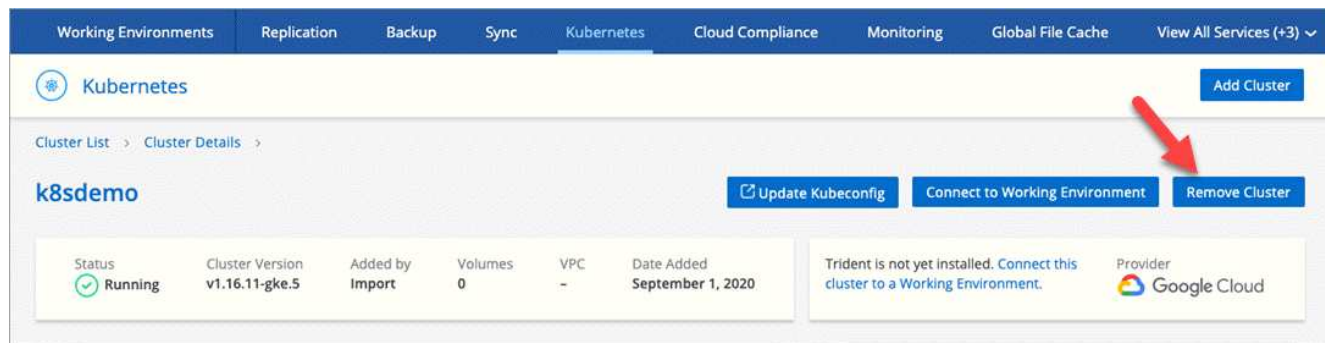 Working Environments Replication Backup Sync Kubernetes Cloud Compliance Monitoring Global File Cache View All Services (+3)
Kubernetes Add Cluster
Cluster List > Cluster Details >
k8sdemo Update Kubeconfig Connect to Working Environment Remove Cluster
Status Cluster Version Added by Volumes VPC Date Added
Running v1.16.11-gke.5 Import 0 – September 1, 2020
Trident is not yet installed. Connect this
cluster to a Working Environment.
Provider
Google Cloud